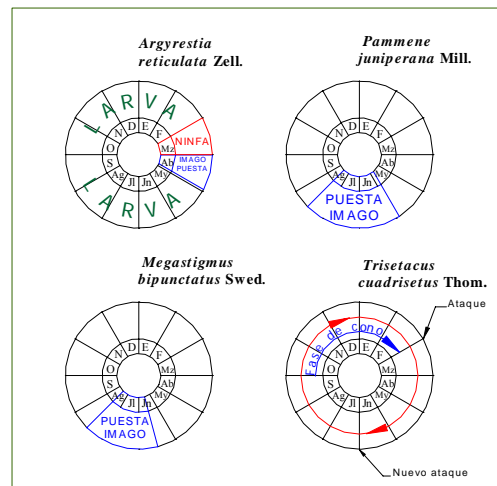 Argyrestia
reticulata Zell.
LARVA
NINFA
IMAGO
PUESTA
LARVA
E
F
Mz
Ab
My
Jn
Jl
Ag
S
O
N
D
Pammene
juniperana Mill.
E
F
Mz
Ab
My
Jn
Jl
Ag
S
O
N
D
PUESTA
IMAGO
Megastigmus
bipunctatus Swed.
E
F
Mz
Ab
My
Jn
Jl
Ag
S
O
N
D
PUESTA
IMAGO
Trisetacus
cuadrisetus Thom.
Ataque
Fase de cono
E
F
Mz
Ab
My
Jn
Jl
Ag
S
O
N
D
Nuevo ataque